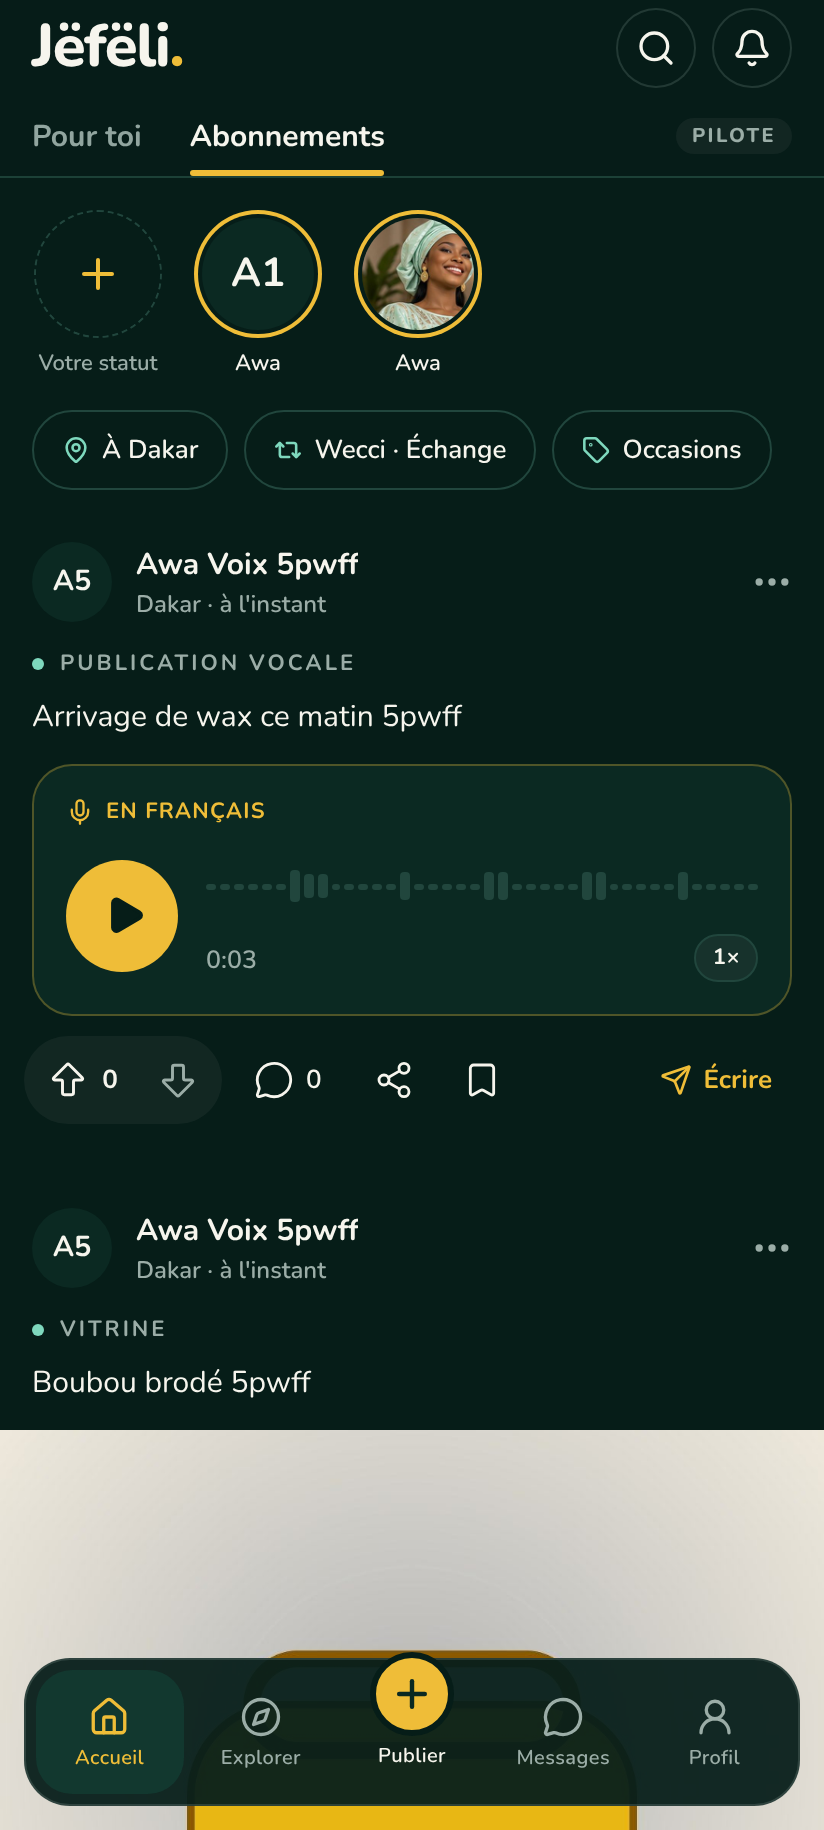 Jëfëli.
Pour toi Abonnements PILOTE
A1
Votre statut Awa Awa
À Dakar Wecci · Échange Occasions
A5 Awa Voix 5pwff
Dakar · à l'instant
PUBLICATION VOCALE
Arrivage de wax ce matin 5pwff
EN FRANÇAIS
0:03 1×
0 0 Écrire
A5 Awa Voix 5pwff
Dakar · à l'instant
VITRINE
Boubou brodé 5pwff
Accueil Explorer Publier Messages Profil